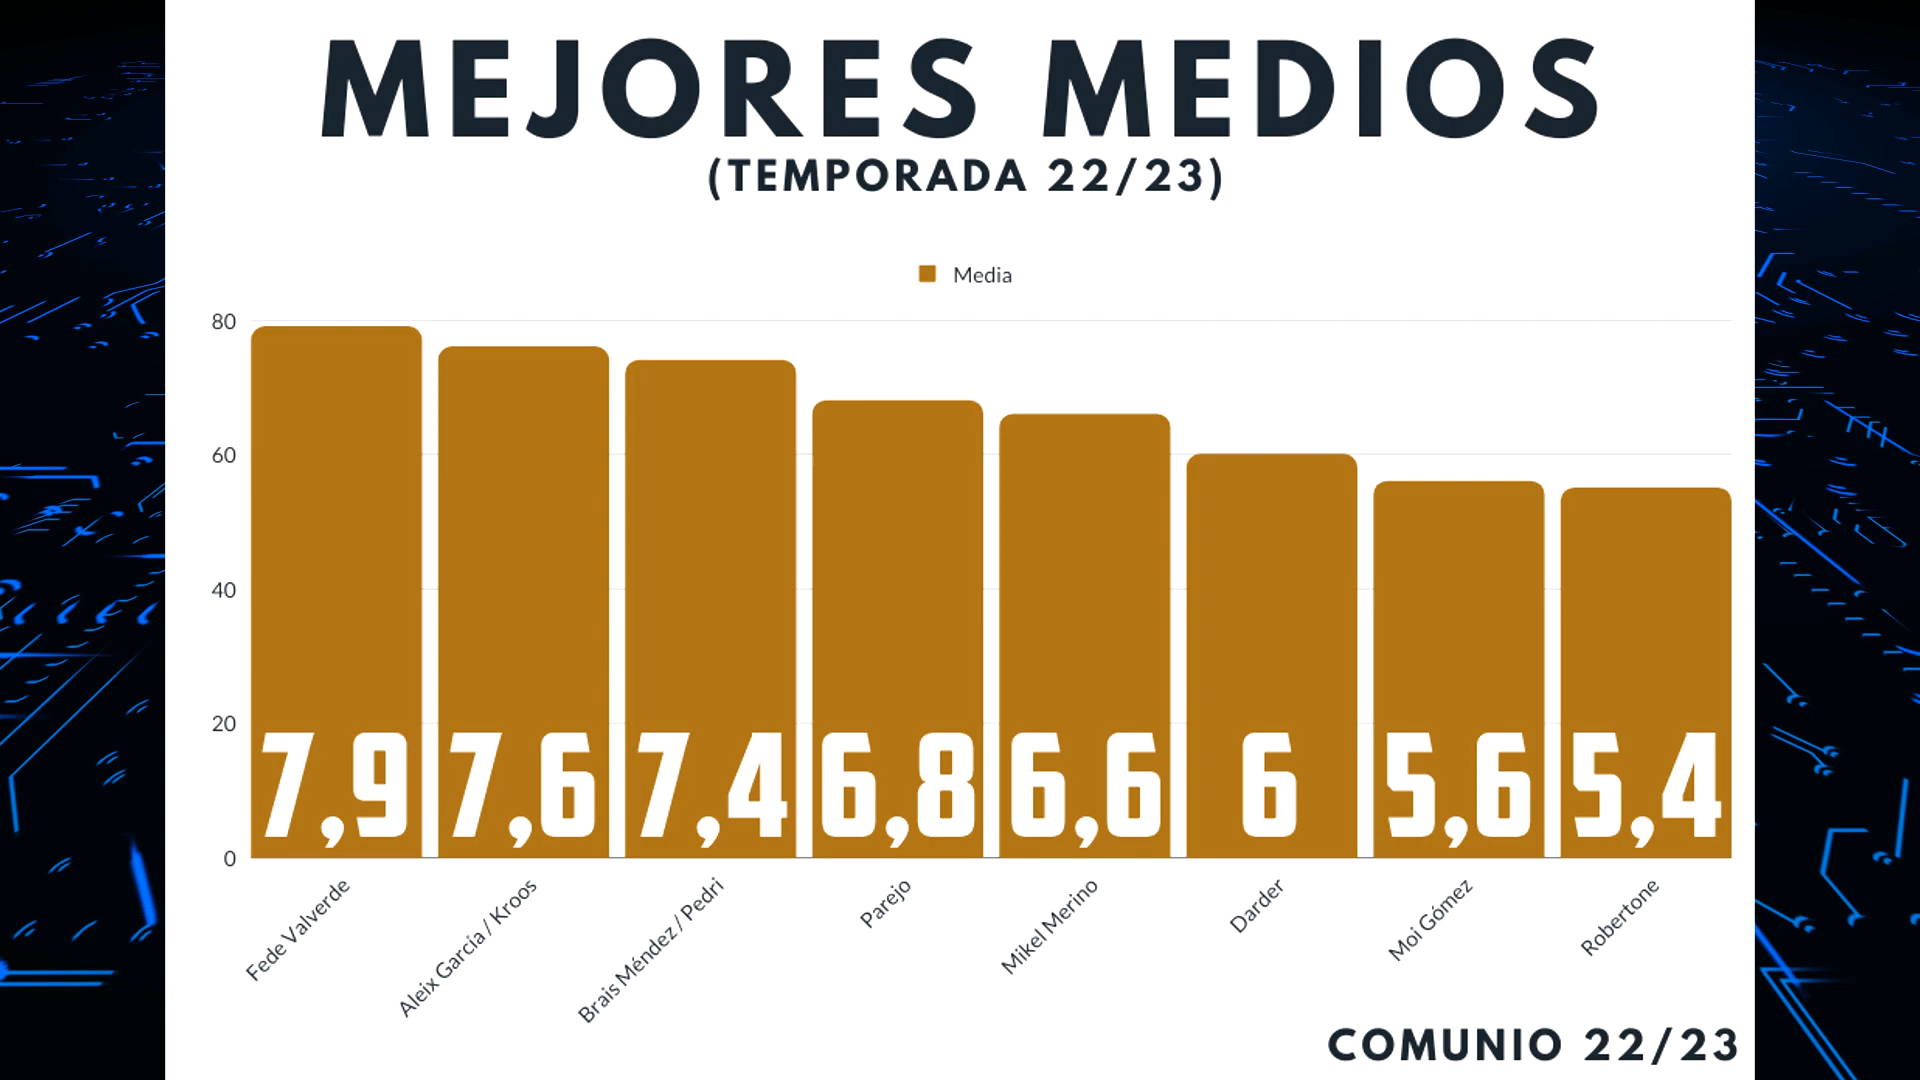 MEJORES MEDIOS
(TEMPORADA 22/23)
Media
80
60
40
20
0
7,9
7,6
7,4
6,8
6,6
6
5,6
5,4
Fede Valverde
Aleix García / Kroos
Brais Méndez / Pedri
Parejo
Mikel Merino
Darder
Moi Gómez
Robertone
COMUNIO 22/23